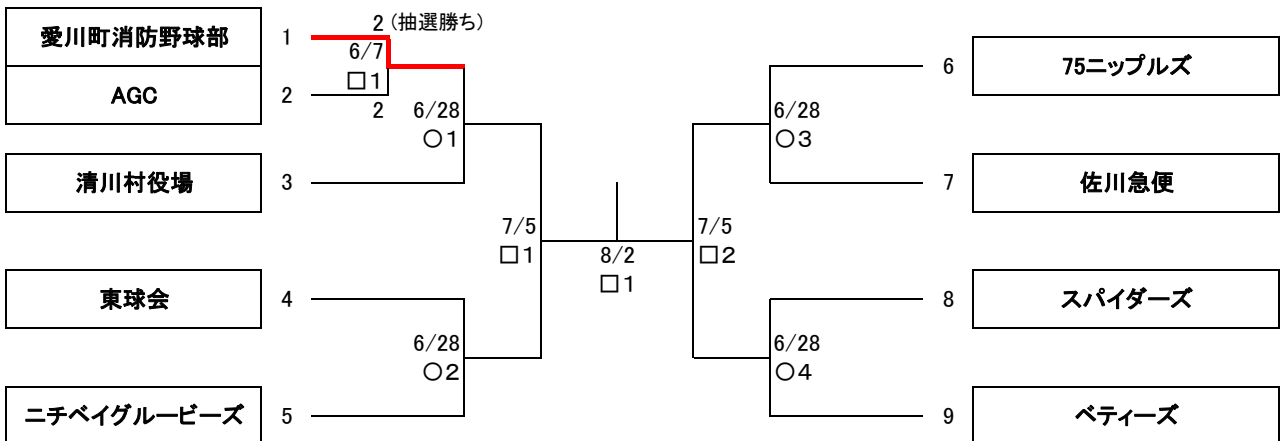 2 (抽選勝ち)
愛川町消防野球部 1
6/7
□1
AGC 2
2
6/28
○1
清川村役場 3
7/5
□1
東球会 4
6/28
○2
ニチベイグルービーズ 5
8/2
□1
6 75ニップルズ
6/28
○3
7 佐川急便
7/5
□2
8 スパイダーズ
6/28
○4
9 ベティーズ